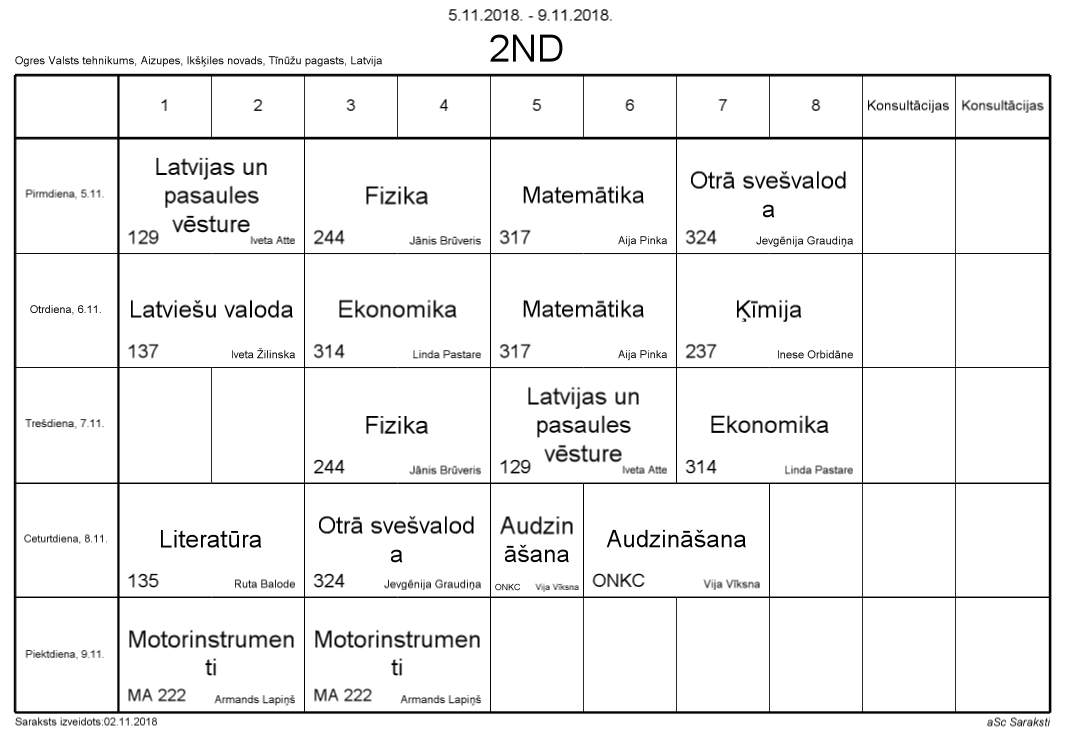 5.11.2018. - 9.11.2018.
2ND
Ogres Valsts tehnikums, Aizupes, Ikšķiles novads, Tīnūžu pagasts, Latvija
1 2 3 4 5 6 7 8 Konsultācijas Konsultācijas
Pirmdiena, 5.11.
Latvijas un
pasaules
vēsture
129 Iveta Atte
Fizika
244 Jānis Brūveris
Matemātika
317 Aija Pinka
Otrā svešvalod
a
324 Jevgēnija Graudiņa
Otrdiena, 6.11.
Latviešu valoda
137 Iveta Žilinska
Ekonomika
314 Linda Pastare
Matemātika
317 Aija Pinka
Ķīmija
237 Inese Orbidāne
Trešdiena, 7.11.
Fizika
244 Jānis Brūveris
Latvijas un
pasaules
vēsture
129 Iveta Atte
Ekonomika
314 Linda Pastare
Ceturtdiena, 8.11.
Literatūra
135 Ruta Balode
Otrā svešvalod
a
324 Jevgēnija Graudiņa
Audzin
āšana
ONKC Vija Vīksna
Audzināšana
ONKC Vija Vīksna
Piektdiena, 9.11.
Motorinstrumen
ti
MA 222 Armands Lapiņš
Motorinstrumen
ti
MA 222 Armands Lapiņš
Saraksts izveidots:02.11.2018
aSc Saraksti